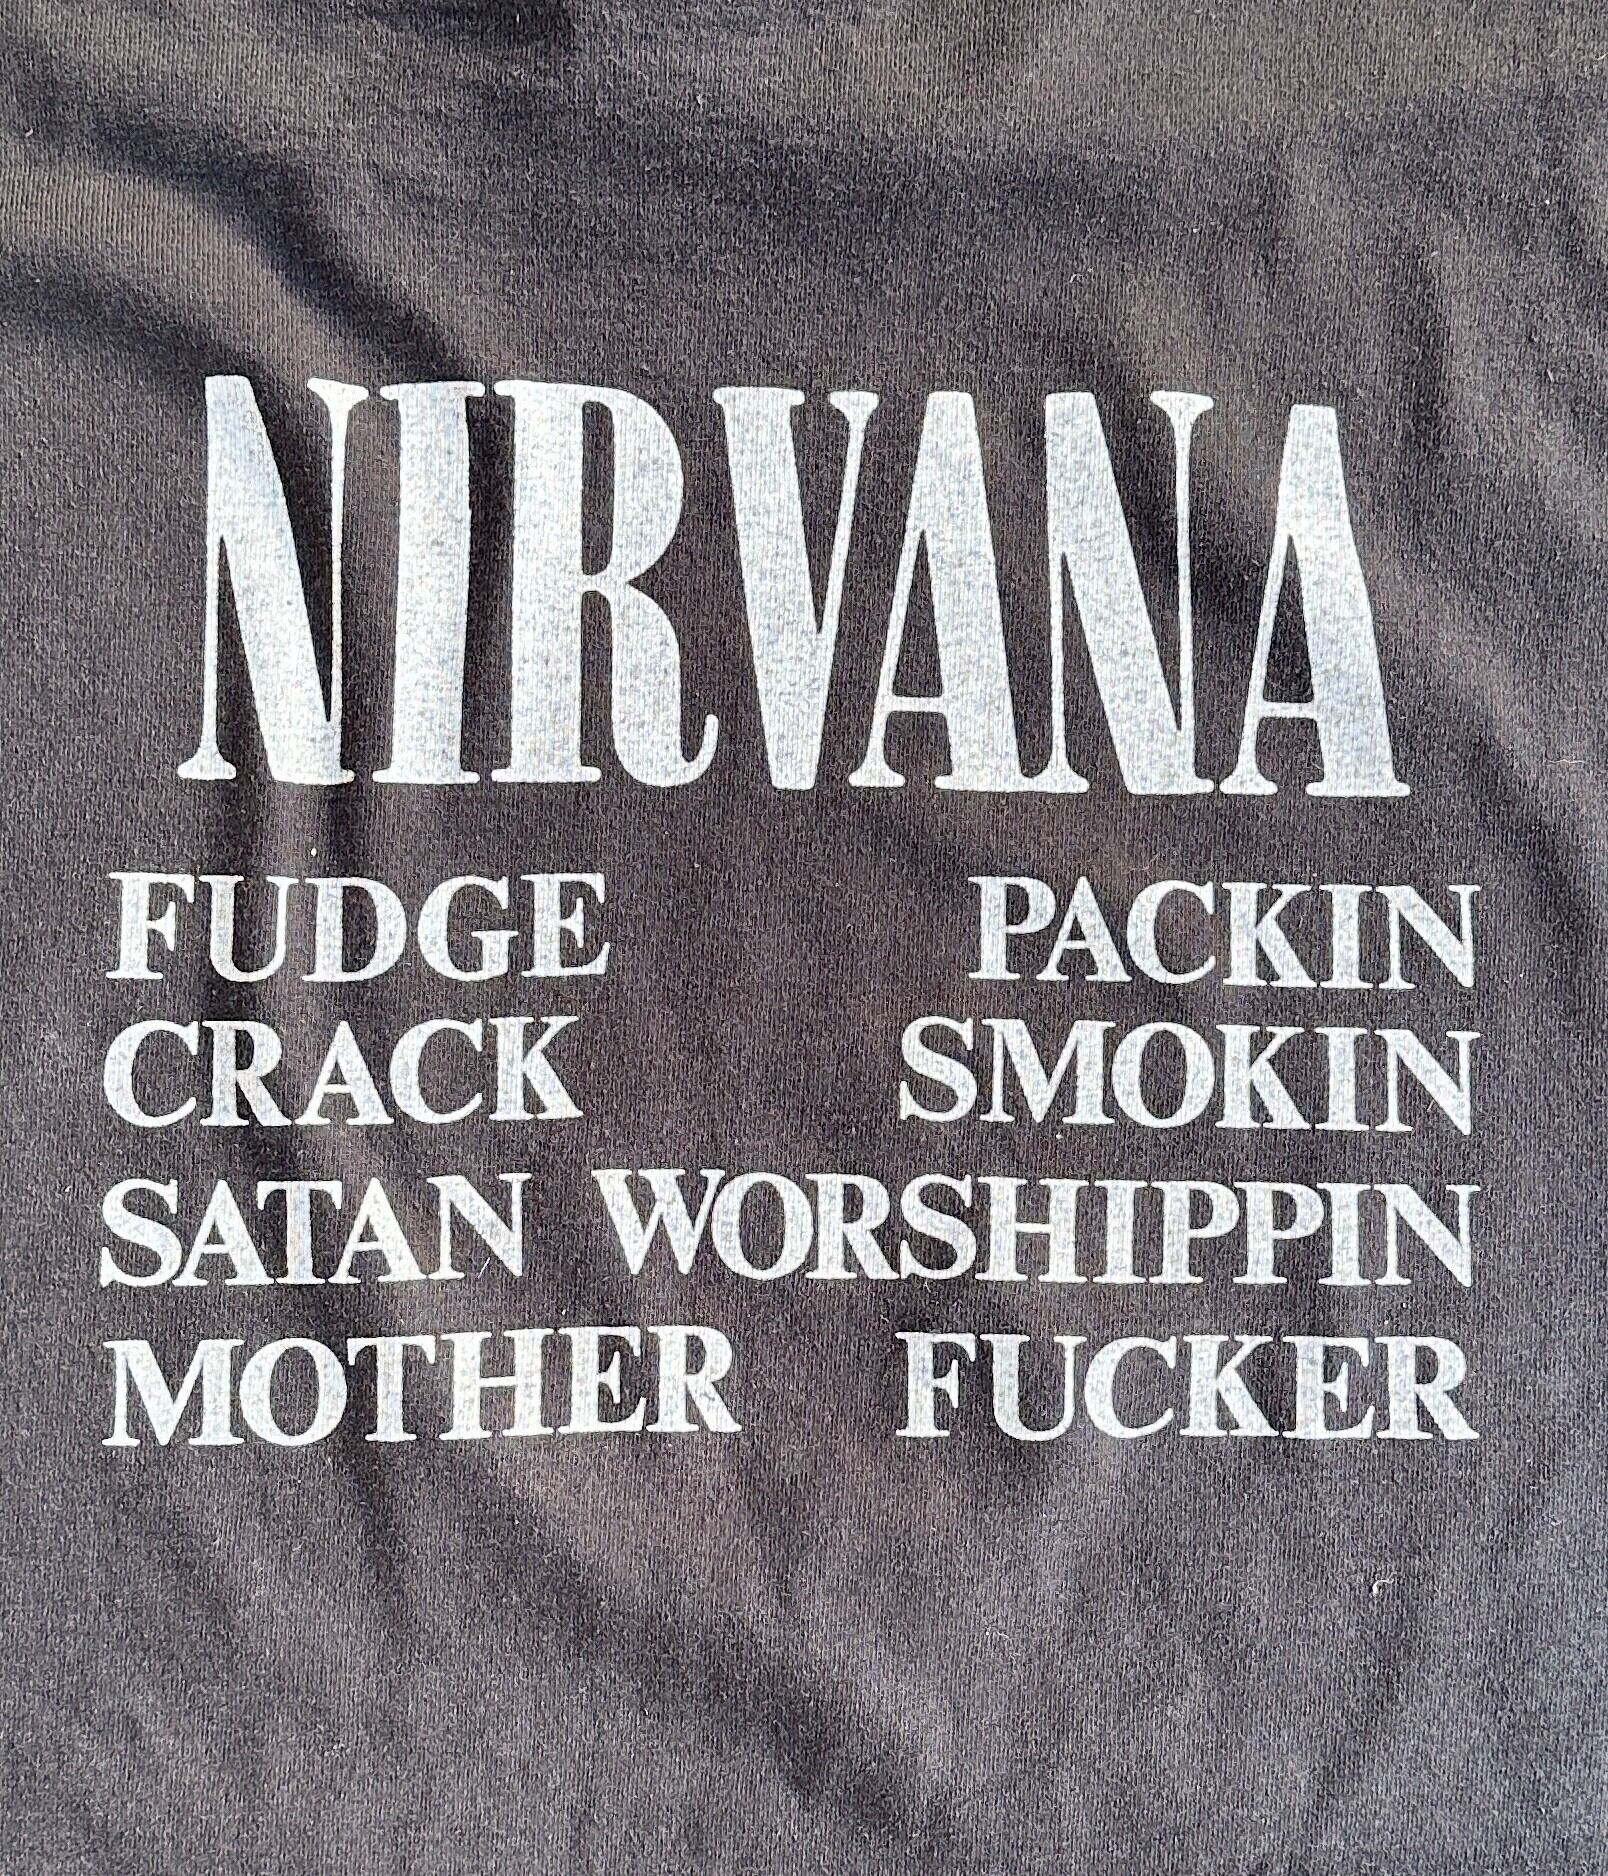 NIRVANA
FUDGE PACKIN
CRACK SMOKIN
SATAN WORSHIPPIN
MOTHER FUCKER